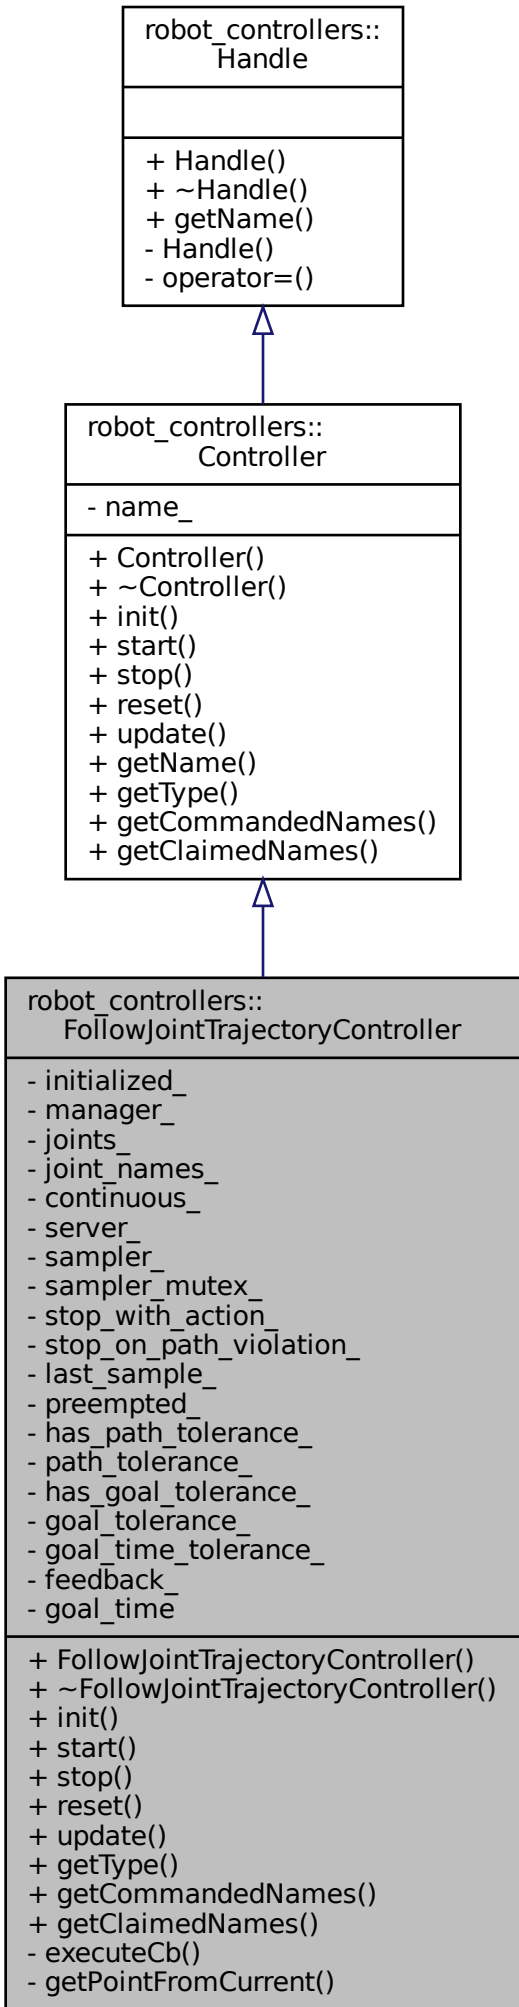 robot_controllers::
Handle
+ Handle()
+ ~Handle()
+ getName()
- Handle()
- operator=()
robot_controllers::
Controller
- name_
+ Controller()
+ ~Controller()
+ init()
+ start()
+ stop()
+ reset()
+ update()
+ getName()
+ getType()
+ getCommandedNames()
+ getClaimedNames()
robot_controllers::
FollowJointTrajectoryController
- initialized_
- manager_
- joints_
- joint_names_
- continuous_
- server_
- sampler_
- sampler_mutex_
- stop_with_action_
- stop_on_path_violation_
- last_sample_
- preempted_
- has_path_tolerance_
- path_tolerance_
- has_goal_tolerance_
- goal_tolerance_
- goal_time_tolerance_
- feedback_
- goal_time
+ FollowJointTrajectoryController()
+ ~FollowJointTrajectoryController()
+ init()
+ start()
+ stop()
+ reset()
+ update()
+ getType()
+ getCommandedNames()
+ getClaimedNames()
- executeCb()
- getPointFromCurrent()